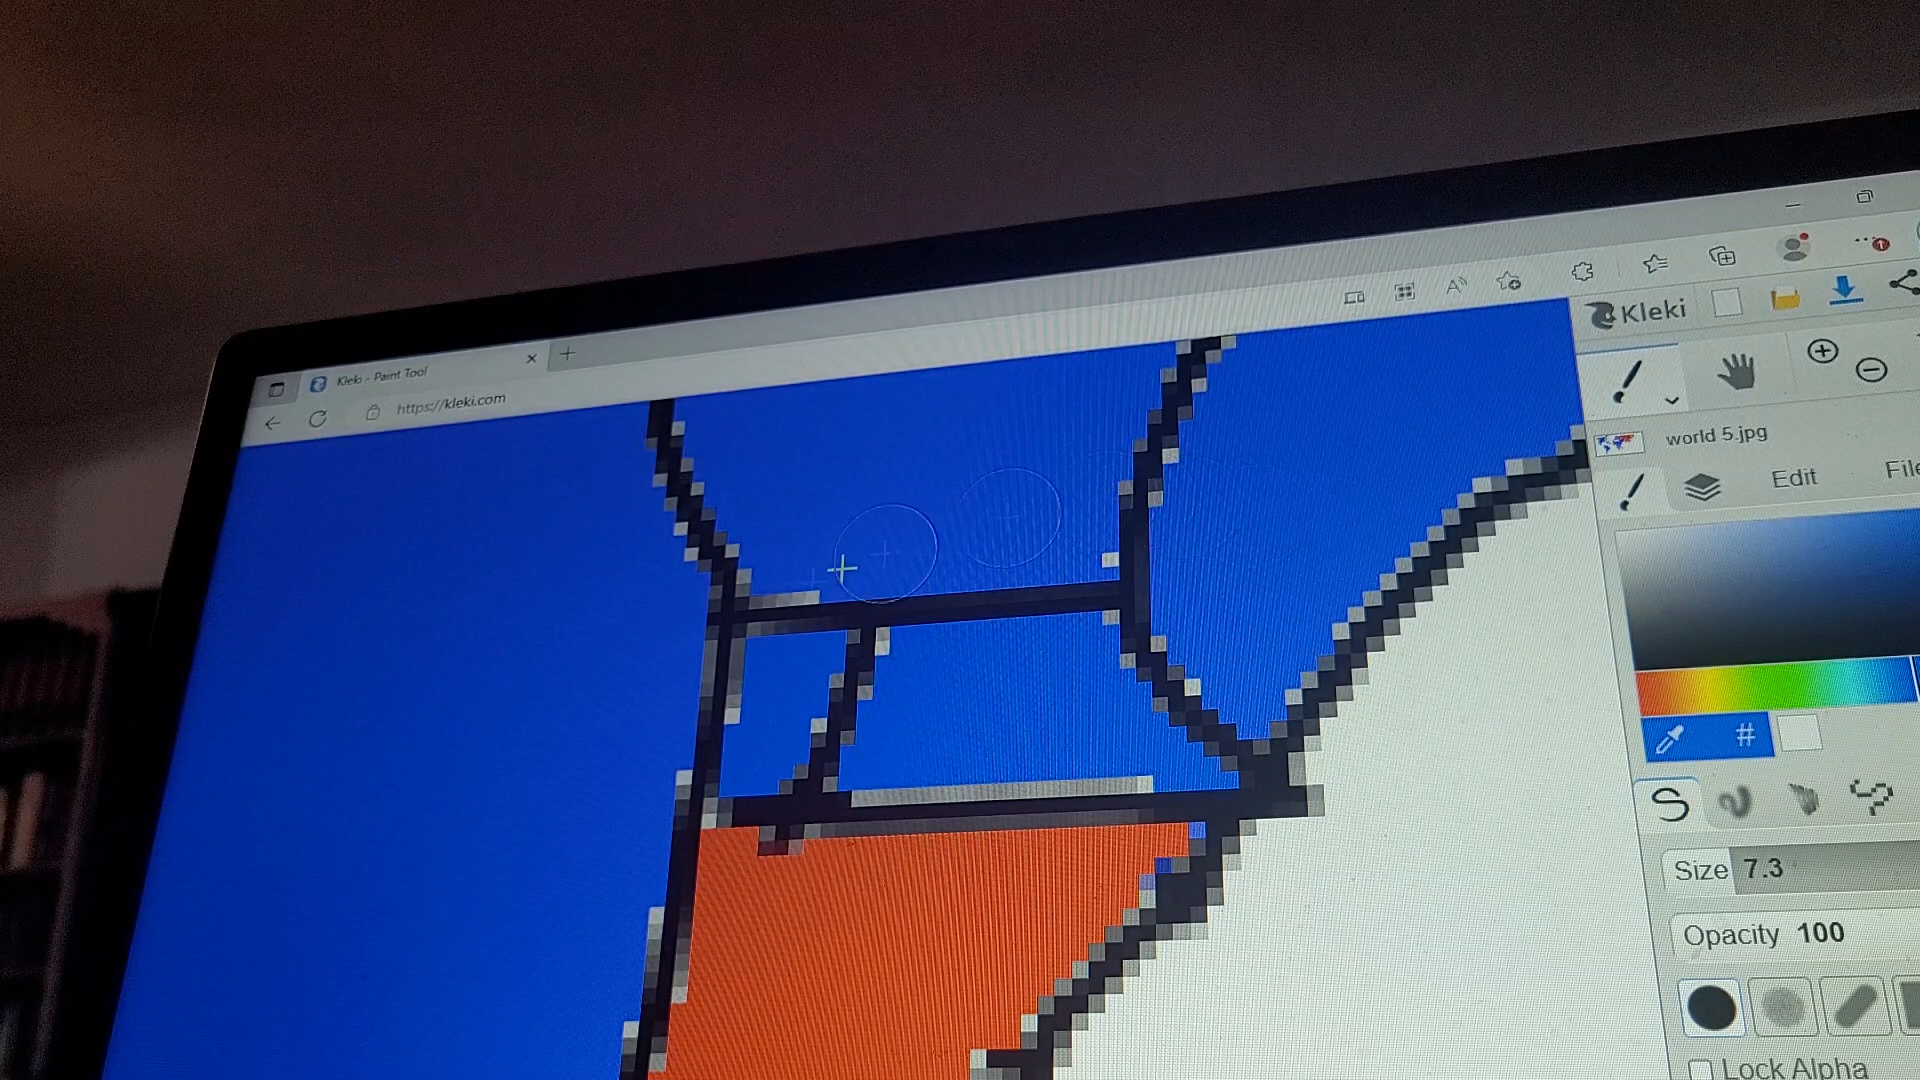 Kleki - Paint Tool
https://kleki.com
Kleki
world 5.jpg
Edit
File
#
Size 7.3
Opacity 100
Lock Alpha